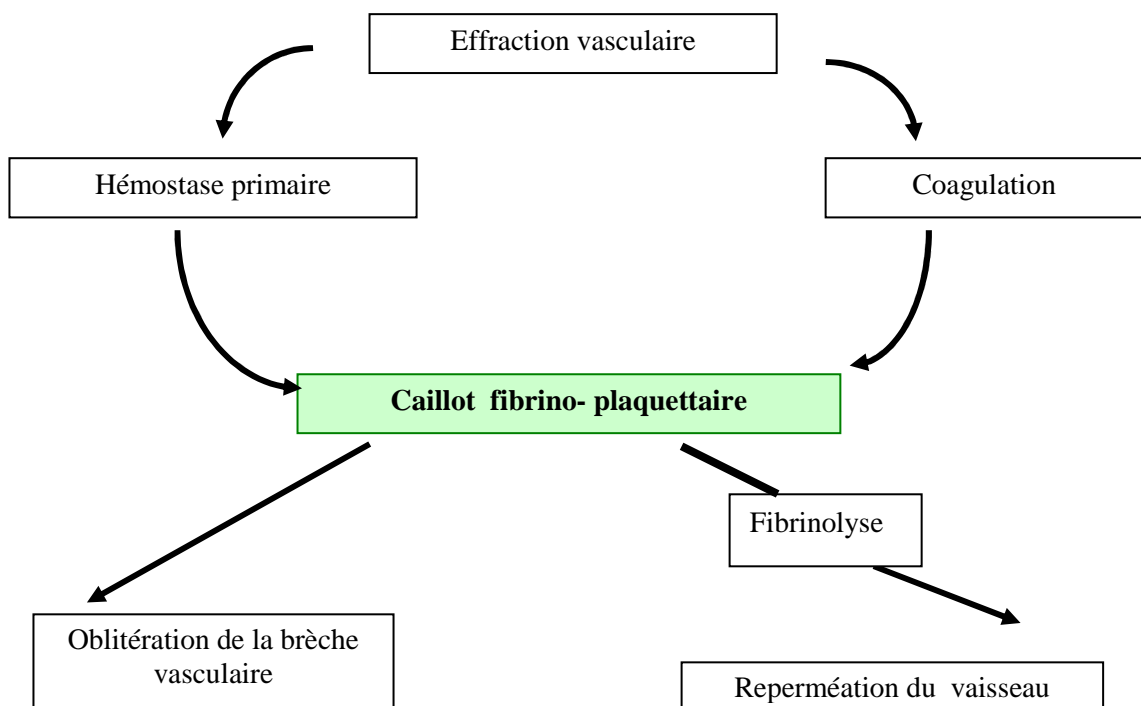 Effraction vasculaire
Hémostase primaire
Coagulation
Caillot fibrino- plaquettaire
Fibrinolyse
Oblitération de la brèche
vasculaire
Reperméation du vaisseau